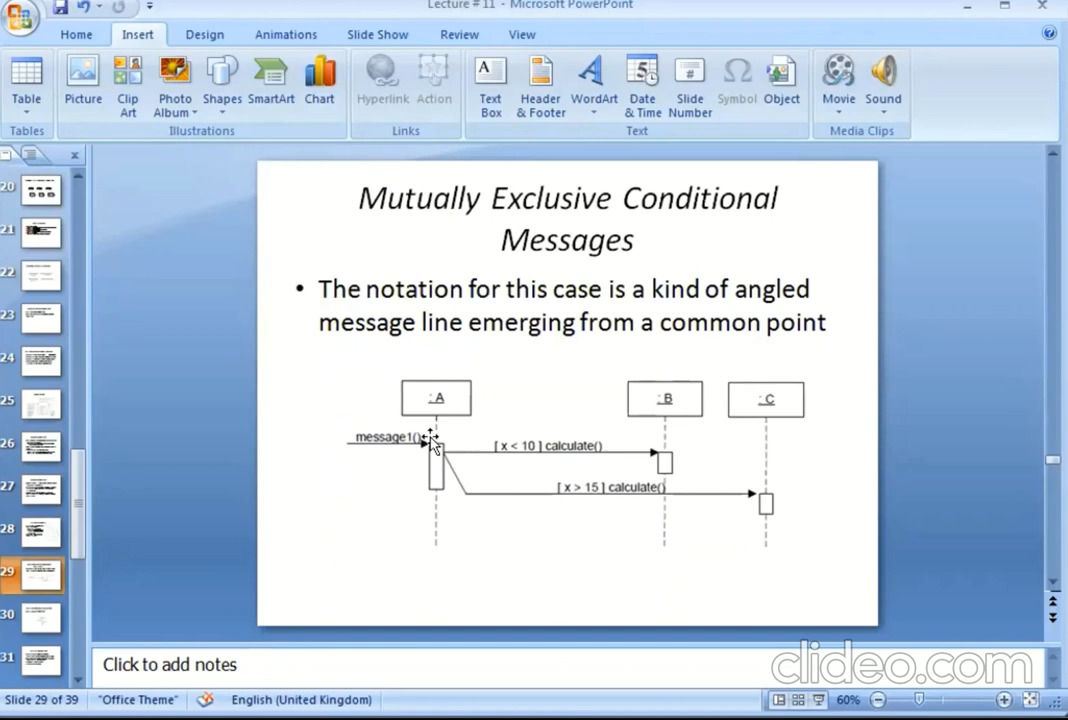 Lecture # 11 - Microsoft PowerPoint
Home Insert Design Animations Slide Show Review View
Table Picture Clip Art Photo Album Shapes SmartArt Chart Hyperlink Action Text Box Header & Footer WordArt Date & Time Slide Number Symbol Object Movie Sound
Tables Illustrations Links Text Media Clips
20
21
22
23
24
25
26
27
28
29
30
31
Mutually Exclusive Conditional
Messages
• The notation for this case is a kind of angled
message line emerging from a common point
: A : B : C
message1() [ x < 10 ] calculate()
[ x > 15 ] calculate()
Click to add notes
clideo.com
Slide 29 of 39 "Office Theme" English (United Kingdom) 60%